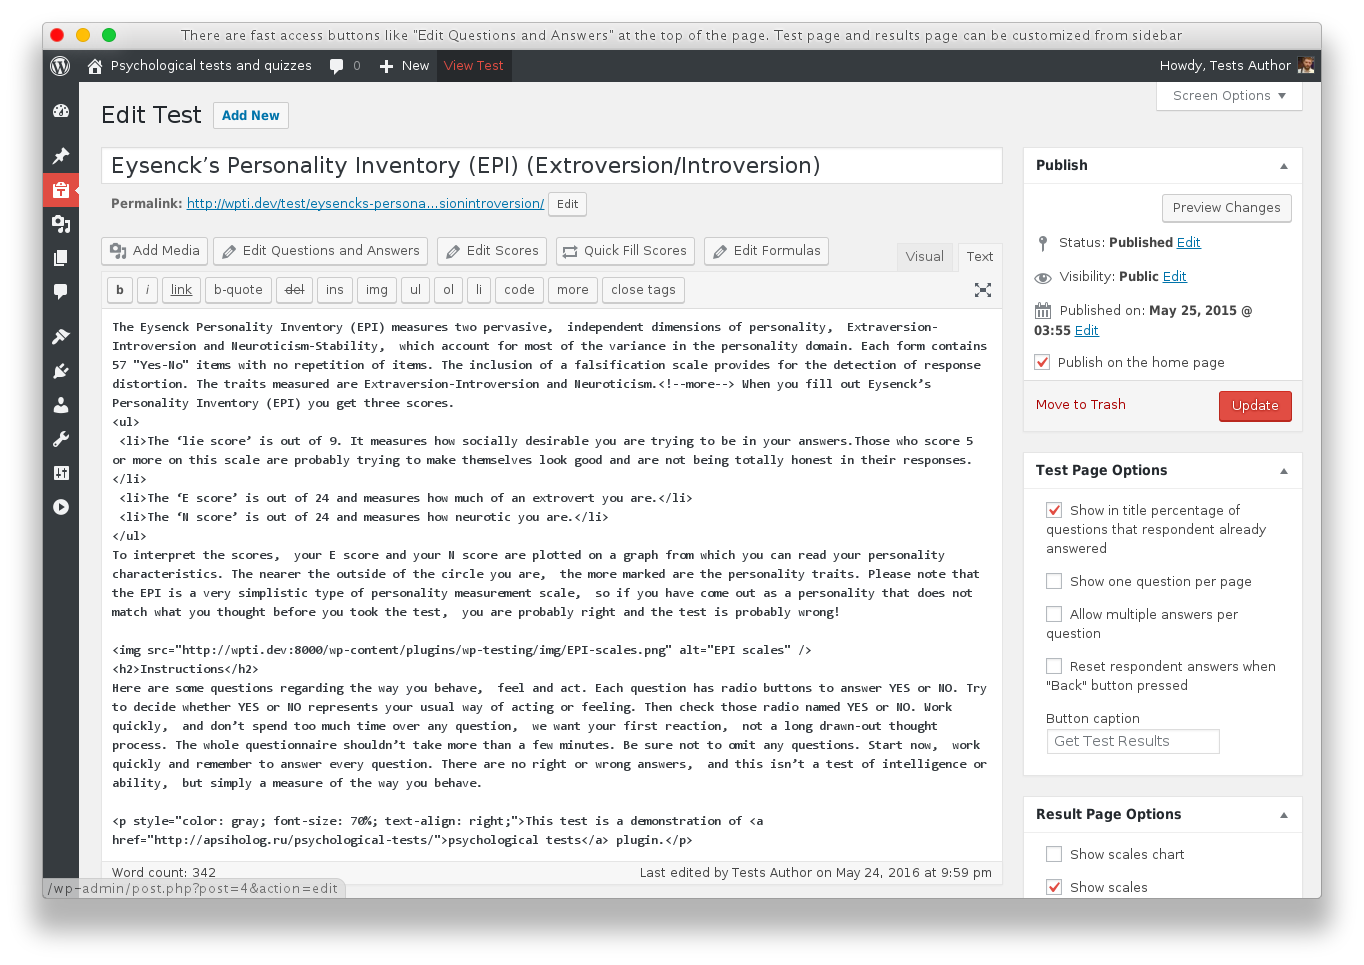 There are fast access buttons like "Edit Questions and Answers" at the top of the page. Test page and results page can be customized from sidebar
Psychological tests and quizzes
0
New
View Test
Howdy, Tests Author
Screen Options
Edit Test
Add New
Eysenck’s Personality Inventory (EPI) (Extroversion/Introversion)
Permalink: http://wpti.dev/test/eysencks-persona…sionintroversion/ Edit
Add Media
Edit Questions and Answers
Edit Scores
Quick Fill Scores
Edit Formulas
Visual
Text
b
i
link
b-quote
del
ins
img
ul
ol
li
code
more
close tags
The Eysenck Personality Inventory (EPI) measures two pervasive,  independent dimensions of personality,  Extraversion-
Introversion and Neuroticism-Stability,  which account for most of the variance in the personality domain. Each form contains
57 "Yes-No" items with no repetition of items. The inclusion of a falsification scale provides for the detection of response
distortion. The traits measured are Extraversion-Introversion and Neuroticism.<!--more--> When you fill out Eysenck’s
Personality Inventory (EPI) you get three scores.
<ul>
 <li>The ‘lie score’ is out of 9. It measures how socially desirable you are trying to be in your answers.Those who score 5
or more on this scale are probably trying to make themselves look good and are not being totally honest in their responses.
</li>
 <li>The ‘E score’ is out of 24 and measures how much of an extrovert you are.</li>
 <li>The ‘N score’ is out of 24 and measures how neurotic you are.</li>
</ul>
To interpret the scores,  your E score and your N score are plotted on a graph from which you can read your personality
characteristics. The nearer the outside of the circle you are,  the more marked are the personality traits. Please note that
the EPI is a very simplistic type of personality measurement scale,  so if you have come out as a personality that does not
match what you thought before you took the test,  you are probably right and the test is probably wrong!
<img src="http://wpti.dev:8000/wp-content/plugins/wp-testing/img/EPI-scales.png" alt="EPI scales" />
<h2>Instructions</h2>
Here are some questions regarding the way you behave,  feel and act. Each question has radio buttons to answer YES or NO. Try
to decide whether YES or NO represents your usual way of acting or feeling. Then check those radio named YES or NO. Work
quickly,  and don’t spend too much time over any question,  we want your first reaction,  not a long drawn-out thought
process. The whole questionnaire shouldn’t take more than a few minutes. Be sure not to omit any questions. Start now,  work
quickly and remember to answer every question. There are no right or wrong answers,  and this isn’t a test of intelligence or
ability,  but simply a measure of the way you behave.
<p style="color: gray; font-size: 70%; text-align: right;">This test is a demonstration of <a
href="http://apsiholog.ru/psychological-tests/">psychological tests</a> plugin.</p>
Word count: 342
Last edited by Tests Author on May 24, 2016 at 9:59 pm
/wp-admin/post.php?post=4&action=edit
Publish
Preview Changes
Status: Published Edit
Visibility: Public Edit
Published on: May 25, 2015 @
03:55 Edit
Publish on the home page
Move to Trash
Update
Test Page Options
Show in title percentage of
questions that respondent already
answered
Show one question per page
Allow multiple answers per
question
Reset respondent answers when
"Back" button pressed
Button caption
Get Test Results
Result Page Options
Show scales chart
Show scales